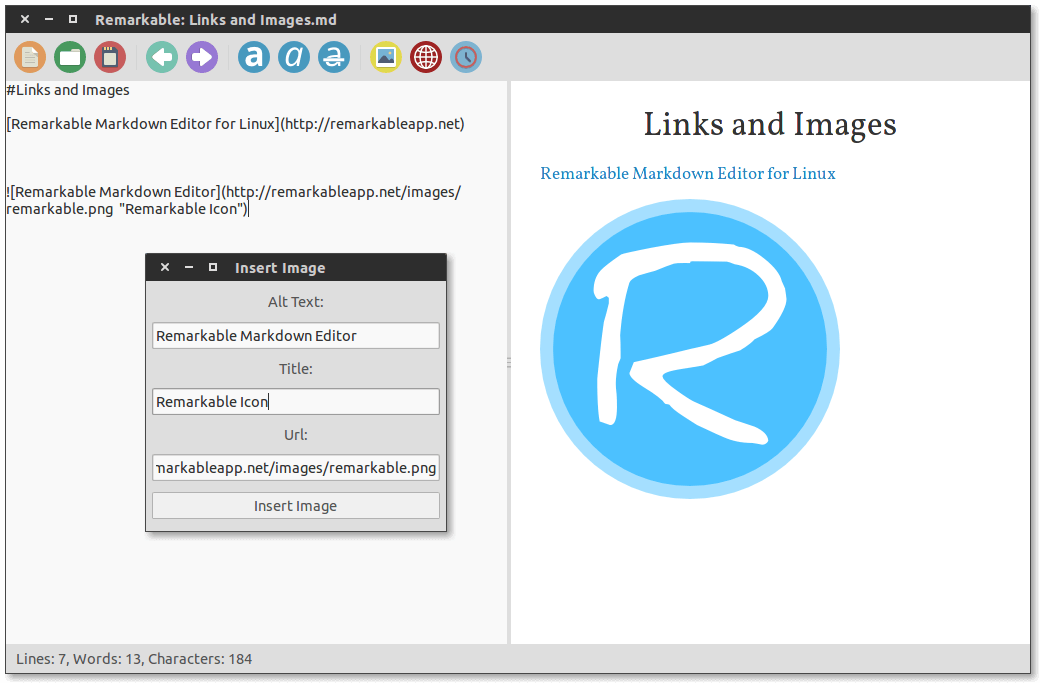 Remarkable: Links and Images.md
a a a
#Links and Images
[Remarkable Markdown Editor for Linux](http://remarkableapp.net)
![Remarkable Markdown Editor](http://remarkableapp.net/images/
remarkable.png "Remarkable Icon")
Insert Image
Alt Text:
Remarkable Markdown Editor
Title:
Remarkable Icon
Url:
markableapp.net/images/remarkable.png
Insert Image
Links and Images
Remarkable Markdown Editor for Linux
R
Lines: 7, Words: 13, Characters: 184